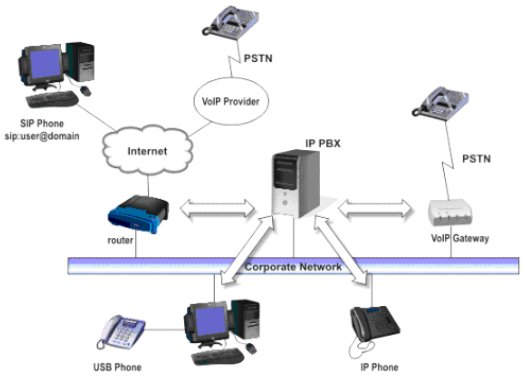 PSTN
SIP Phone
sip:user@domain
VoIP Provider
Internet
IP PBX
PSTN
router
VoIP Gateway
Corporate Network
USB Phone
IP Phone